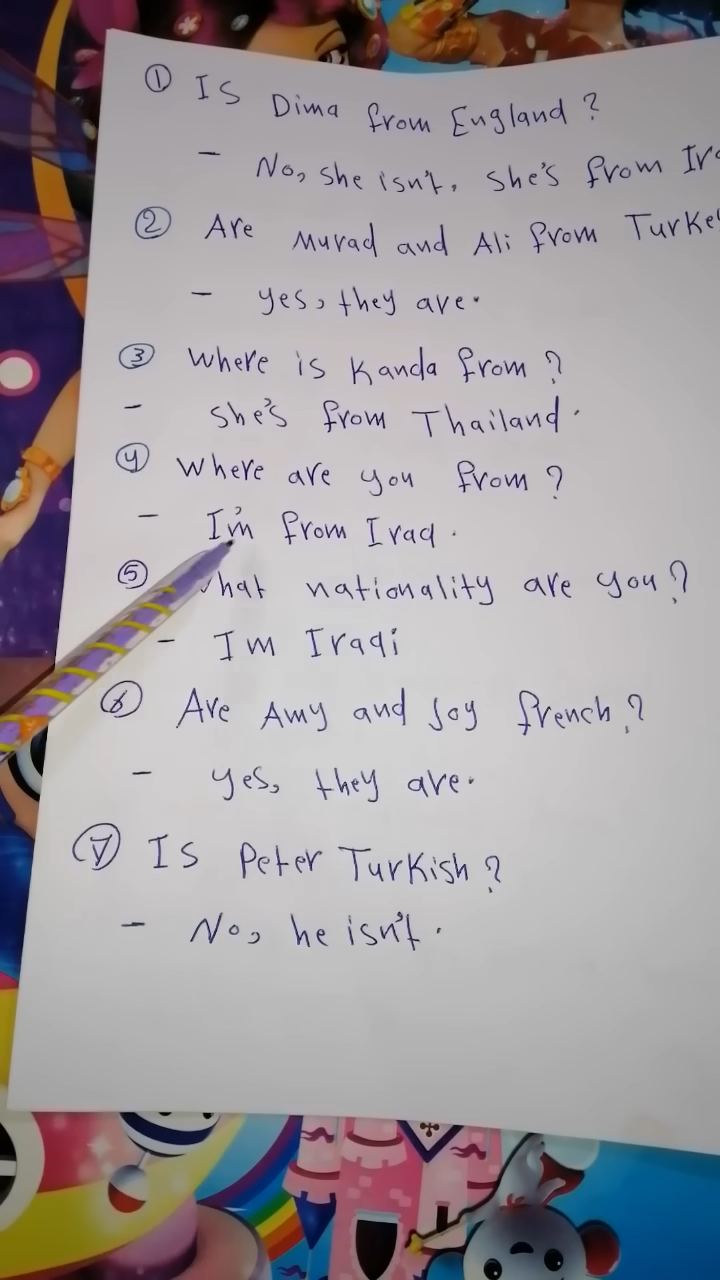 ① Is Dima from England?
- No, she isn't. She's from
② Are Murad and Ali from
- yes, they are.
③ Where is Kanda from?
- She's from Thailand.
④ Where are you from?
- I'm from Iraq.
⑤ What nationality are you?
- Im Iraqi
⑥ Are Amy and Joy french?
- yes, they are.
⑦ Is Peter Turkish?
- No, he isn't.